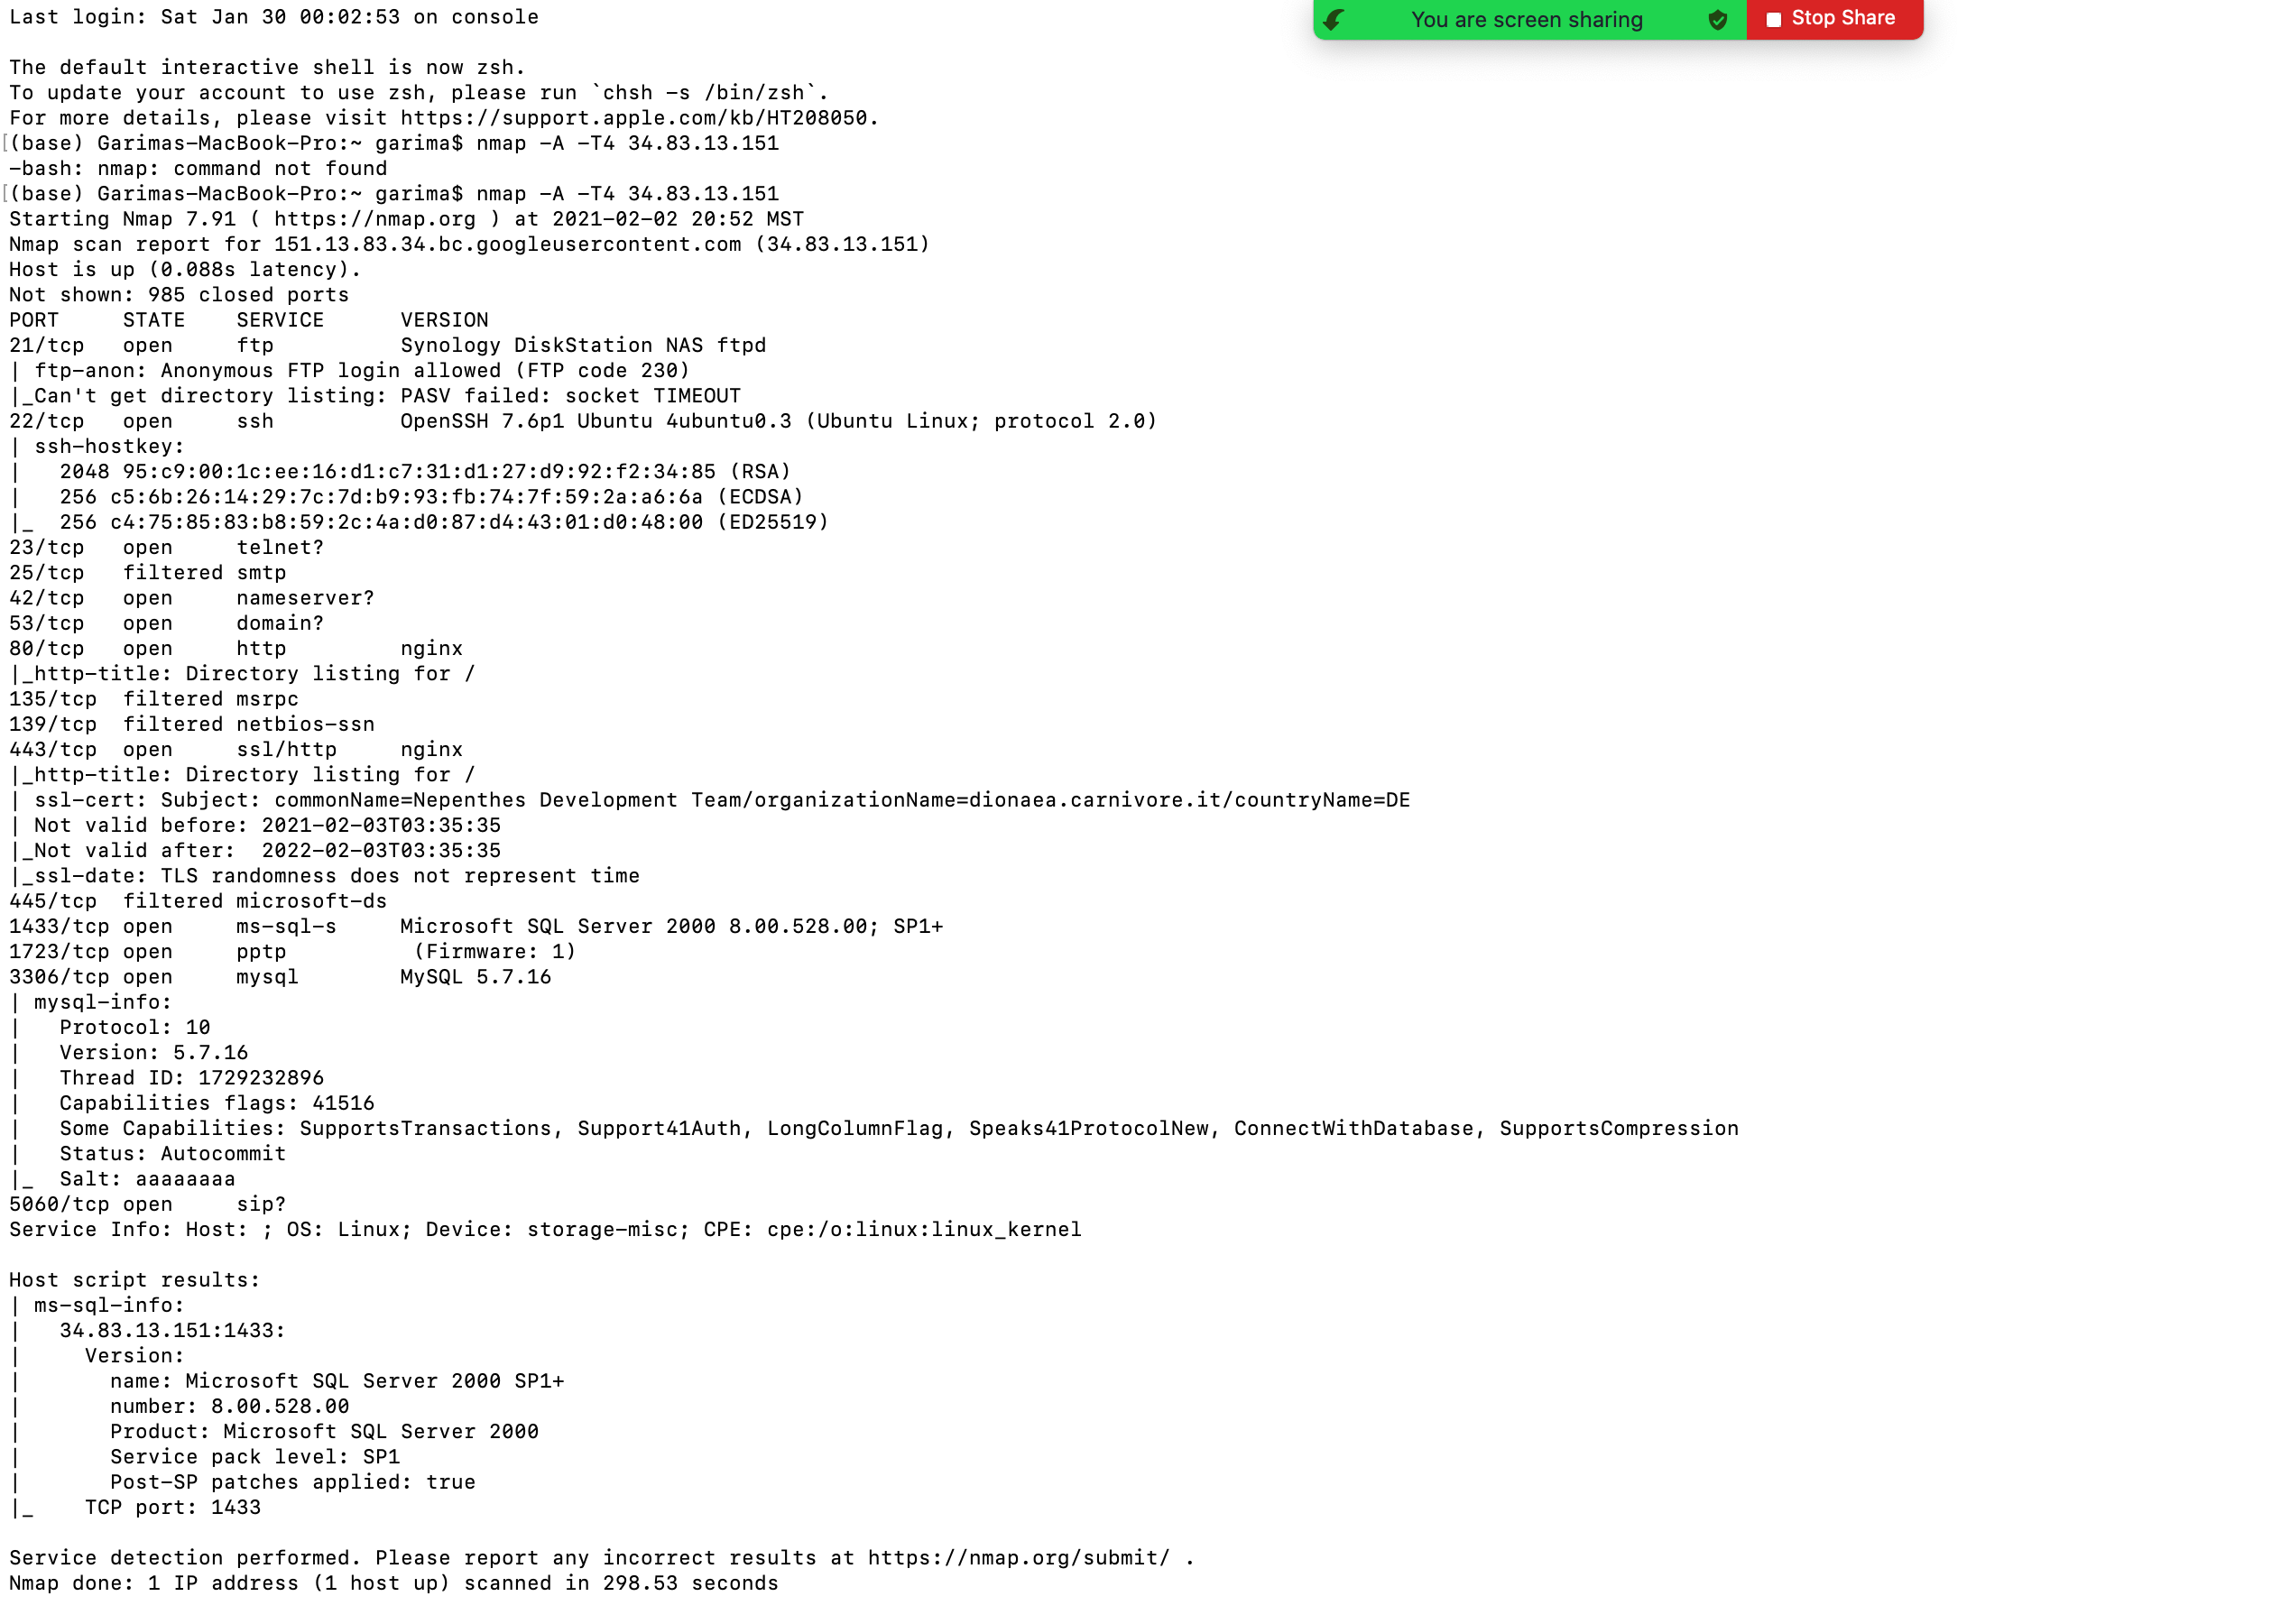 Last login: Sat Jan 30 00:02:53 on console
You are screen sharing
Stop Share
The default interactive shell is now zsh.
To update your account to use zsh, please run `chsh -s /bin/zsh`.
For more details, please visit https://support.apple.com/kb/HT208050.
[(base) Garimas-MacBook-Pro:~ garima$ nmap -A -T4 34.83.13.151
-bash: nmap: command not found
[(base) Garimas-MacBook-Pro:~ garima$ nmap -A -T4 34.83.13.151
Starting Nmap 7.91 ( https://nmap.org ) at 2021-02-02 20:52 MST
Nmap scan report for 151.13.83.34.bc.googleusercontent.com (34.83.13.151)
Host is up (0.088s latency).
Not shown: 985 closed ports
PORT     STATE    SERVICE      VERSION
21/tcp   open     ftp          Synology DiskStation NAS ftpd
| ftp-anon: Anonymous FTP login allowed (FTP code 230)
|_Can't get directory listing: PASV failed: socket TIMEOUT
22/tcp   open     ssh          OpenSSH 7.6p1 Ubuntu 4ubuntu0.3 (Ubuntu Linux; protocol 2.0)
| ssh-hostkey:
|   2048 95:c9:00:1c:ee:16:d1:c7:31:d1:27:d9:92:f2:34:85 (RSA)
|   256 c5:6b:26:14:29:7c:7d:b9:93:fb:74:7f:59:2a:a6:6a (ECDSA)
|_  256 c4:75:85:83:b8:59:2c:4a:d0:87:d4:43:01:d0:48:00 (ED25519)
23/tcp   open     telnet?
25/tcp   filtered smtp
42/tcp   open     nameserver?
53/tcp   open     domain?
80/tcp   open     http         nginx
|_http-title: Directory listing for /
135/tcp  filtered msrpc
139/tcp  filtered netbios-ssn
443/tcp  open     ssl/http     nginx
|_http-title: Directory listing for /
| ssl-cert: Subject: commonName=Nepenthes Development Team/organizationName=dionaea.carnivore.it/countryName=DE
| Not valid before: 2021-02-03T03:35:35
|_Not valid after:  2022-02-03T03:35:35
|_ssl-date: TLS randomness does not represent time
445/tcp  filtered microsoft-ds
1433/tcp open     ms-sql-s     Microsoft SQL Server 2000 8.00.528.00; SP1+
1723/tcp open     pptp          (Firmware: 1)
3306/tcp open     mysql        MySQL 5.7.16
| mysql-info:
|   Protocol: 10
|   Version: 5.7.16
|   Thread ID: 1729232896
|   Capabilities flags: 41516
|   Some Capabilities: SupportsTransactions, Support41Auth, LongColumnFlag, Speaks41ProtocolNew, ConnectWithDatabase, SupportsCompression
|   Status: Autocommit
|_  Salt: aaaaaaaa
5060/tcp open     sip?
Service Info: Host: ; OS: Linux; Device: storage-misc; CPE: cpe:/o:linux:linux_kernel
Host script results:
| ms-sql-info:
|   34.83.13.151:1433:
|     Version:
|       name: Microsoft SQL Server 2000 SP1+
|       number: 8.00.528.00
|       Product: Microsoft SQL Server 2000
|       Service pack level: SP1
|       Post-SP patches applied: true
|_    TCP port: 1433
Service detection performed. Please report any incorrect results at https://nmap.org/submit/ .
Nmap done: 1 IP address (1 host up) scanned in 298.53 seconds